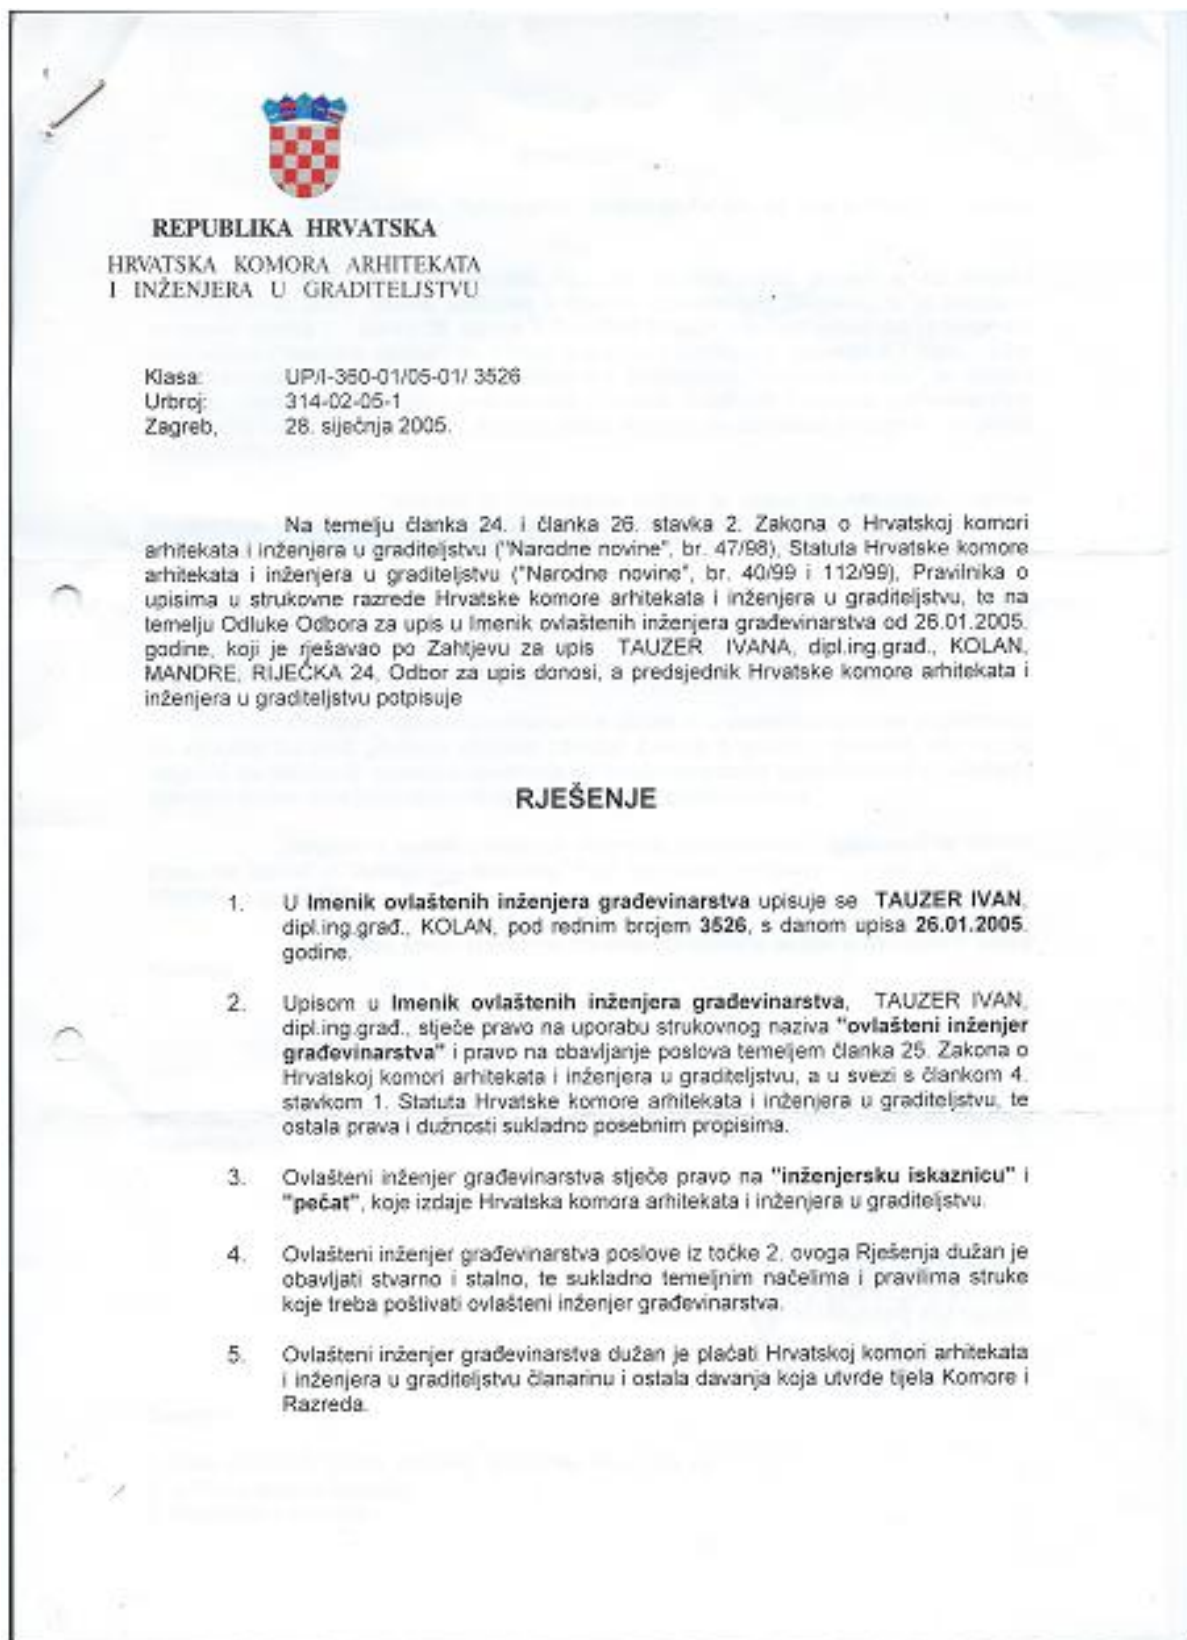 REPUBLIKA HRVATSKA
HRVATSKA KOMORA ARHITEKATA
I INŽENJERA U GRADITELJSTVU
Klasa: UP/I-360-01/05-01/ 3526
Urbroj: 314-02-05-1
Zagreb, 28. siječnja 2005.
Na temelju članka 24. i članka 26. stavka 2. Zakona o Hrvatskoj komori
arhitekata i inženjera u graditeljstvu ("Narodne novine", br. 47/98), Statuta Hrvatske komore
arhitekata i inženjera u graditeljstvu ("Narodne novine", br. 40/99 i 112/99), Pravilnika o
upisima u strukovne razrede Hrvatske komore arhitekata i inženjera u graditeljstvu, te na
temelju Odluke Odbora za upis u Imenik ovlaštenih inženjera građevinarstva od 26.01.2005.
godine, koji je rješavao po Zahtjevu za upis TAUZER IVANA, dipl.ing.građ., KOLAN,
MANDRE, RIJEČKA 24, Odbor za upis donosi, a predsjednik Hrvatske komore arhitekata i
inženjera u graditeljstvu potpisuje
RJEŠENJE
1. U Imenik ovlaštenih inženjera građevinarstva upisuje se TAUZER IVAN,
dipl.ing.građ., KOLAN, pod rednim brojem 3526, s danom upisa 26.01.2005.
godine.
2. Upisom u Imenik ovlaštenih inženjera građevinarstva, TAUZER IVAN,
dipl.ing.građ., stječe pravo na uporabu strukovnog naziva "ovlašteni inženjer
građevinarstva" i pravo na obavljanje poslova temeljem članka 25. Zakona o
Hrvatskoj komori arhitekata i inženjera u graditeljstvu, a u svezi s člankom 4.
stavkom 1. Statuta Hrvatske komore arhitekata i inženjera u graditeljstvu, te
ostala prava i dužnosti sukladno posebnim propisima.
3. Ovlašteni inženjer građevinarstva stječe pravo na "inženjersku iskaznicu" i
"pečat", koje izdaje Hrvatska komora arhitekata i inženjera u graditeljstvu.
4. Ovlašteni inženjer građevinarstva poslove iz točke 2. ovoga Rješenja dužan je
obavljati stvarno i stalno, te sukladno temeljnim načelima i pravilima struke
koje treba poštivati ovlašteni inženjer građevinarstva.
5. Ovlašteni inženjer građevinarstva dužan je plaćati Hrvatskoj komori arhitekata
i inženjera u graditeljstvu članarinu i ostala davanja koja utvrde tijela Komore i
Razreda.